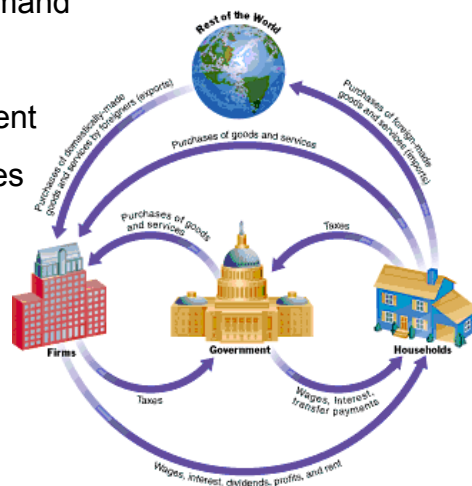 mand
ent
es
Rest of the World
Purchases of domestically-made
goods and services by foreigners (exports)
Purchases of foreign-made
goods and services (imports)
Purchases of goods and services
Purchases of goods
and services
Taxes
Firms
Government
Households
Taxes
Wages, Interest,
transfer payments
Wages, interest, dividends, profits, and rent